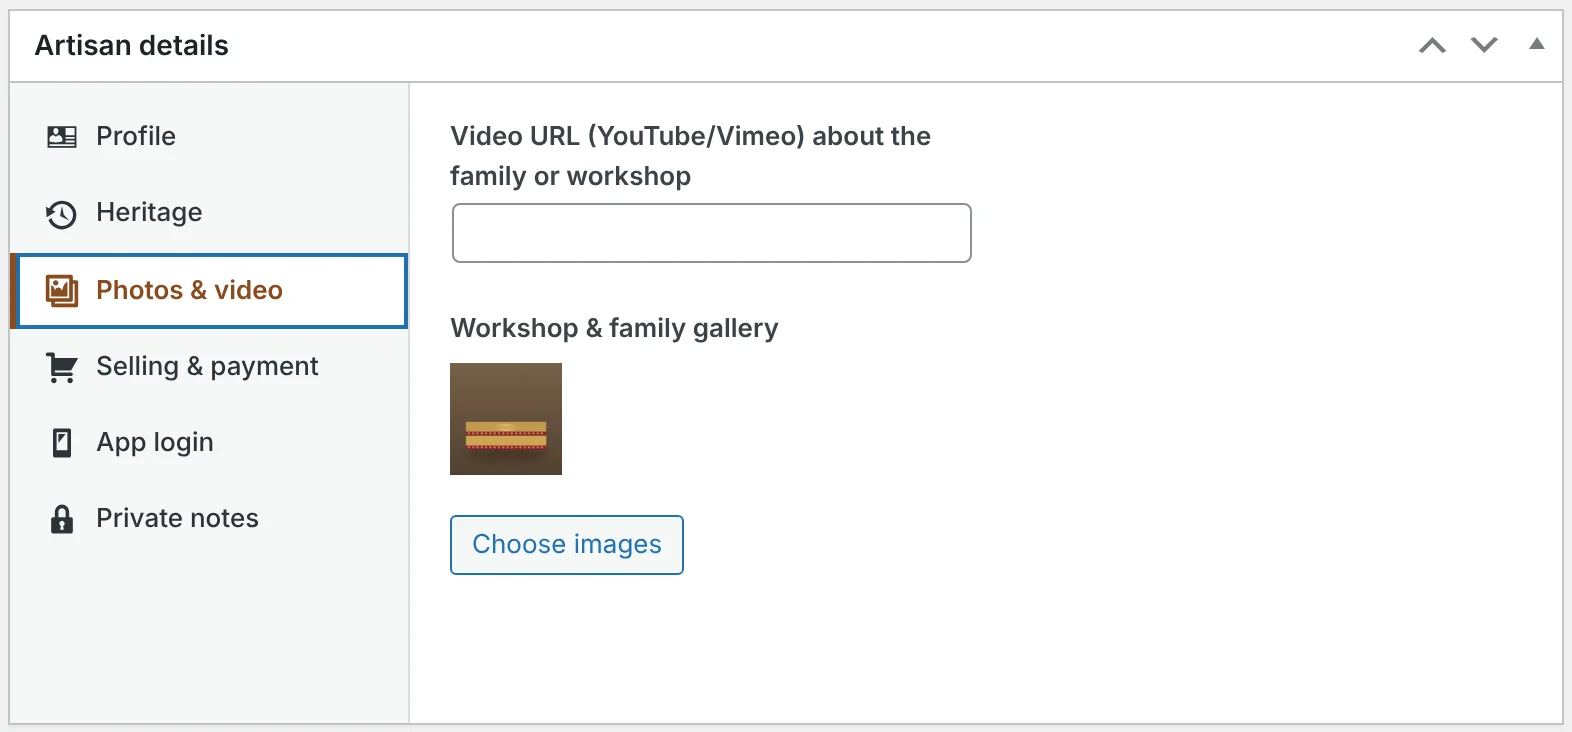 Artisan details
Profile
Heritage
Photos & video
Selling & payment
App login
Private notes
Video URL (YouTube/Vimeo) about the
family or workshop
Workshop & family gallery
Choose images